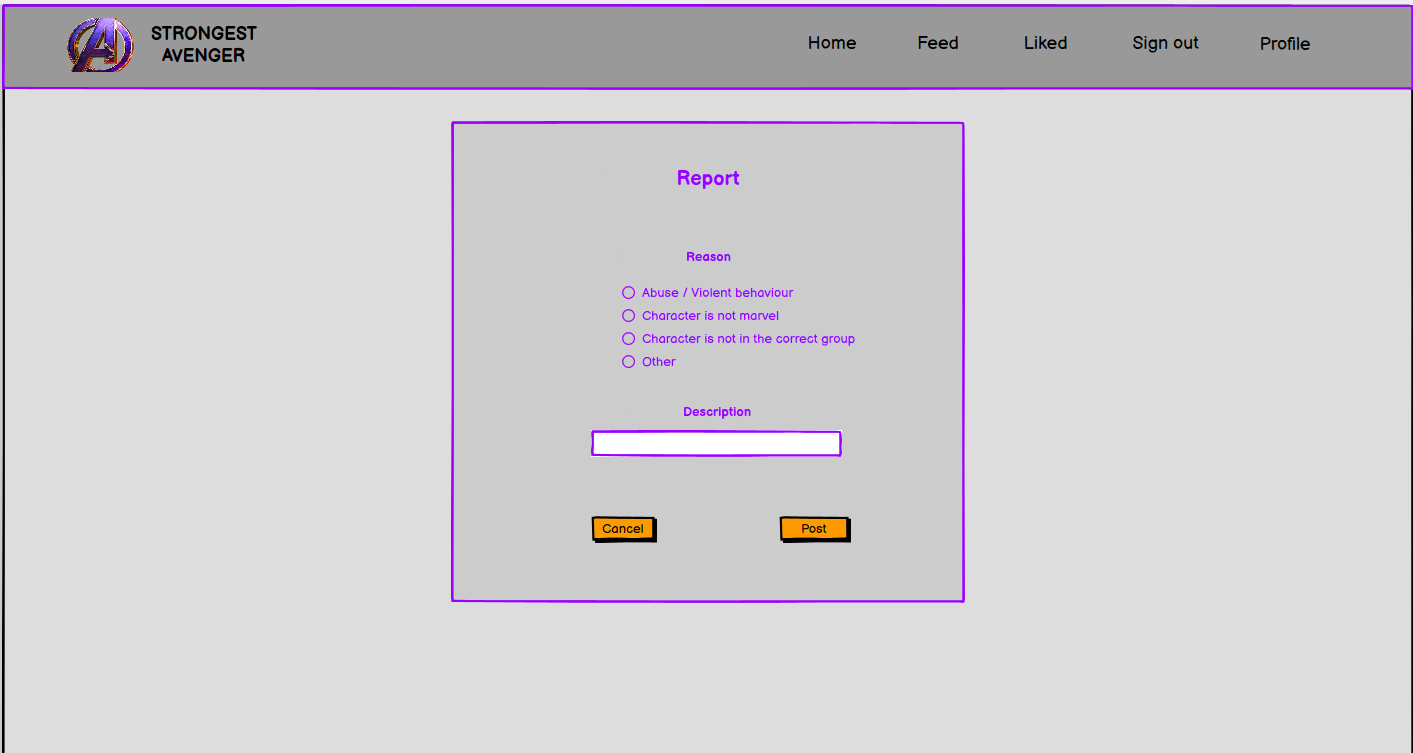 STRONGEST
AVENGER
Home Feed Liked Sign out Profile
Report
Reason
Abuse / Violent behaviour
Character is not marvel
Character is not in the correct group
Other
Description
Cancel Post